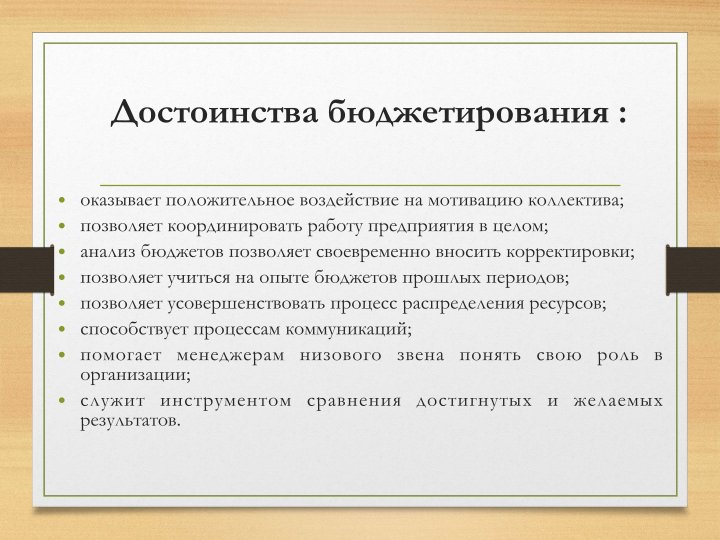 Достоинства бюджетирования :
• оказывает положительное воздействие на мотивацию коллектива;
• позволяет координировать работу предприятия в целом;
• анализ бюджетов позволяет своевременно вносить корректировки;
• позволяет учиться на опыте бюджетов прошлых периодов;
• позволяет усовершенствовать процесс распределения ресурсов;
• способствует процессам коммуникаций;
• помогает менеджерам низового звена понять свою роль в
организации;
• служит инструментом сравнения достигнутых и желаемых
результатов.